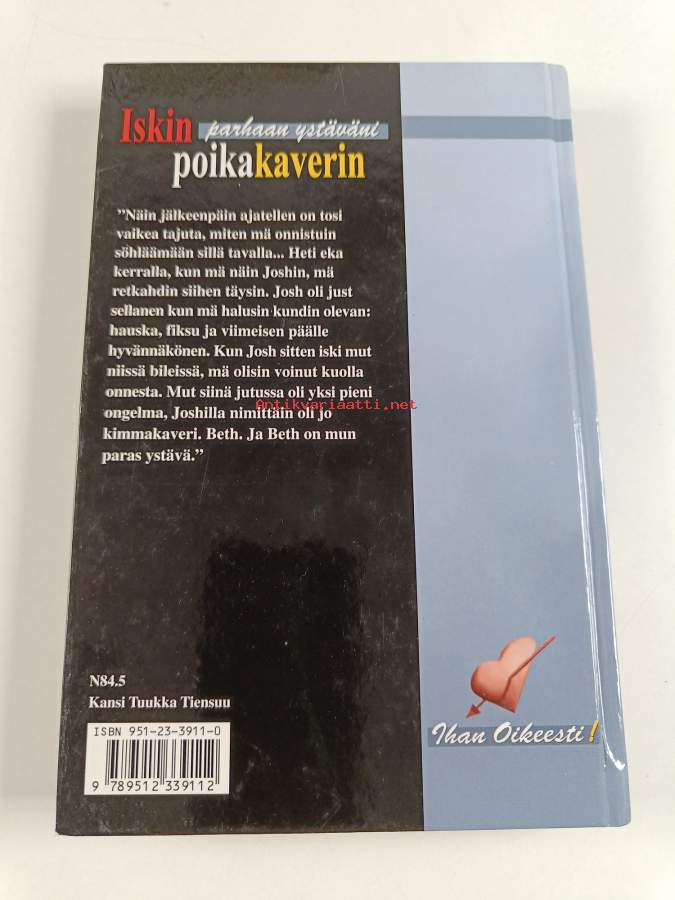 Iskin parhaan ystäväni
poikakaverin
”Näin jälkeenpäin ajatellen on tosi
vaikea tajuta, miten mä onnistuin
söhläämään sillä tavalla... Heti eka
kerralla, kun mä näin Joshin, mä
retkahdin siihen täysin. Josh oli just
sellanen kun mä halusin kundin olevan:
hauska, fiksu ja viimeisen päälle
hyvännäkönen. Kun Josh sitten iski mut
niissä bileissä, mä olisin voinut kuolla
onnesta. Mut siinä jutussa oli yksi pieni
Antikvariaatti.net
ongelma, Joshilla nimittäin oli jo
kimmakaveri. Beth. Ja Beth on mun
paras ystävä.”
N84.5
Kansi Tuukka Tiensuu
ISBN 951-23-3911-0
9 789512 339112
Ihan Oikeesti!